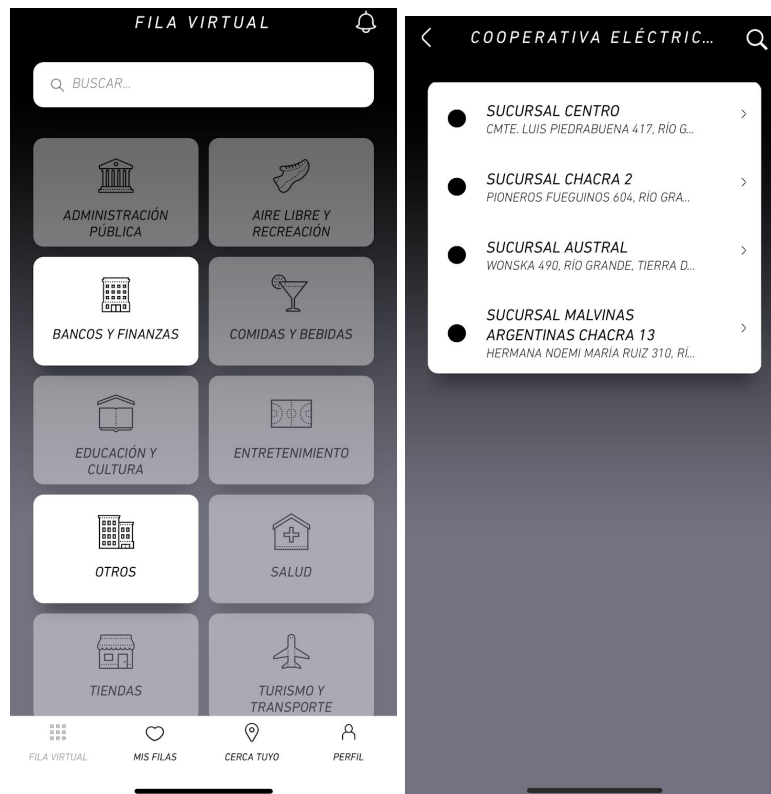 FILA VIRTUAL
BUSCAR...
ADMINISTRACIÓN
PÚBLICA
AIRE LIBRE Y
RECREACIÓN
BANCOS Y FINANZAS
COMIDAS Y BEBIDAS
EDUCACIÓN Y
CULTURA
ENTRETENIMIENTO
OTROS
SALUD
TIENDAS
TURISMO Y
TRANSPORTE
FILA VIRTUAL
MIS FILAS
CERCA TUYO
PERFIL
COOPERATIVA ELÉCTRIC...
SUCURSAL CENTRO
CMTE. LUIS PIEDRABUENA 417, RÍO G...
SUCURSAL CHACRA 2
PIONEROS FUEGUINOS 604, RÍO GRA...
SUCURSAL AUSTRAL
WONSKA 490, RÍO GRANDE, TIERRA D...
SUCURSAL MALVINAS
ARGENTINAS CHACRA 13
HERMANA NOEMI MARÍA RUIZ 310, RÍ...